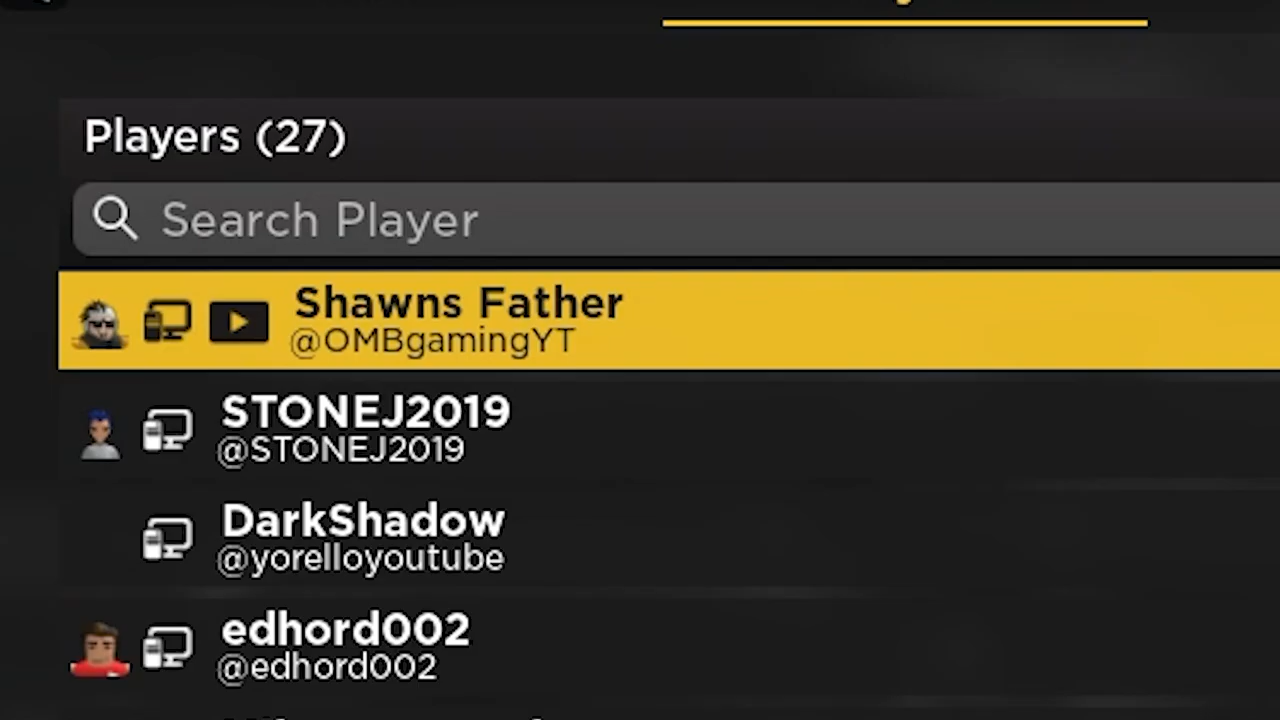 Players (27)
Search Player
Shawns Father
@OMBgamingYT
STONEJ2019
@STONEJ2019
DarkShadow
@yorelloyoutube
edhord002
@edhord002